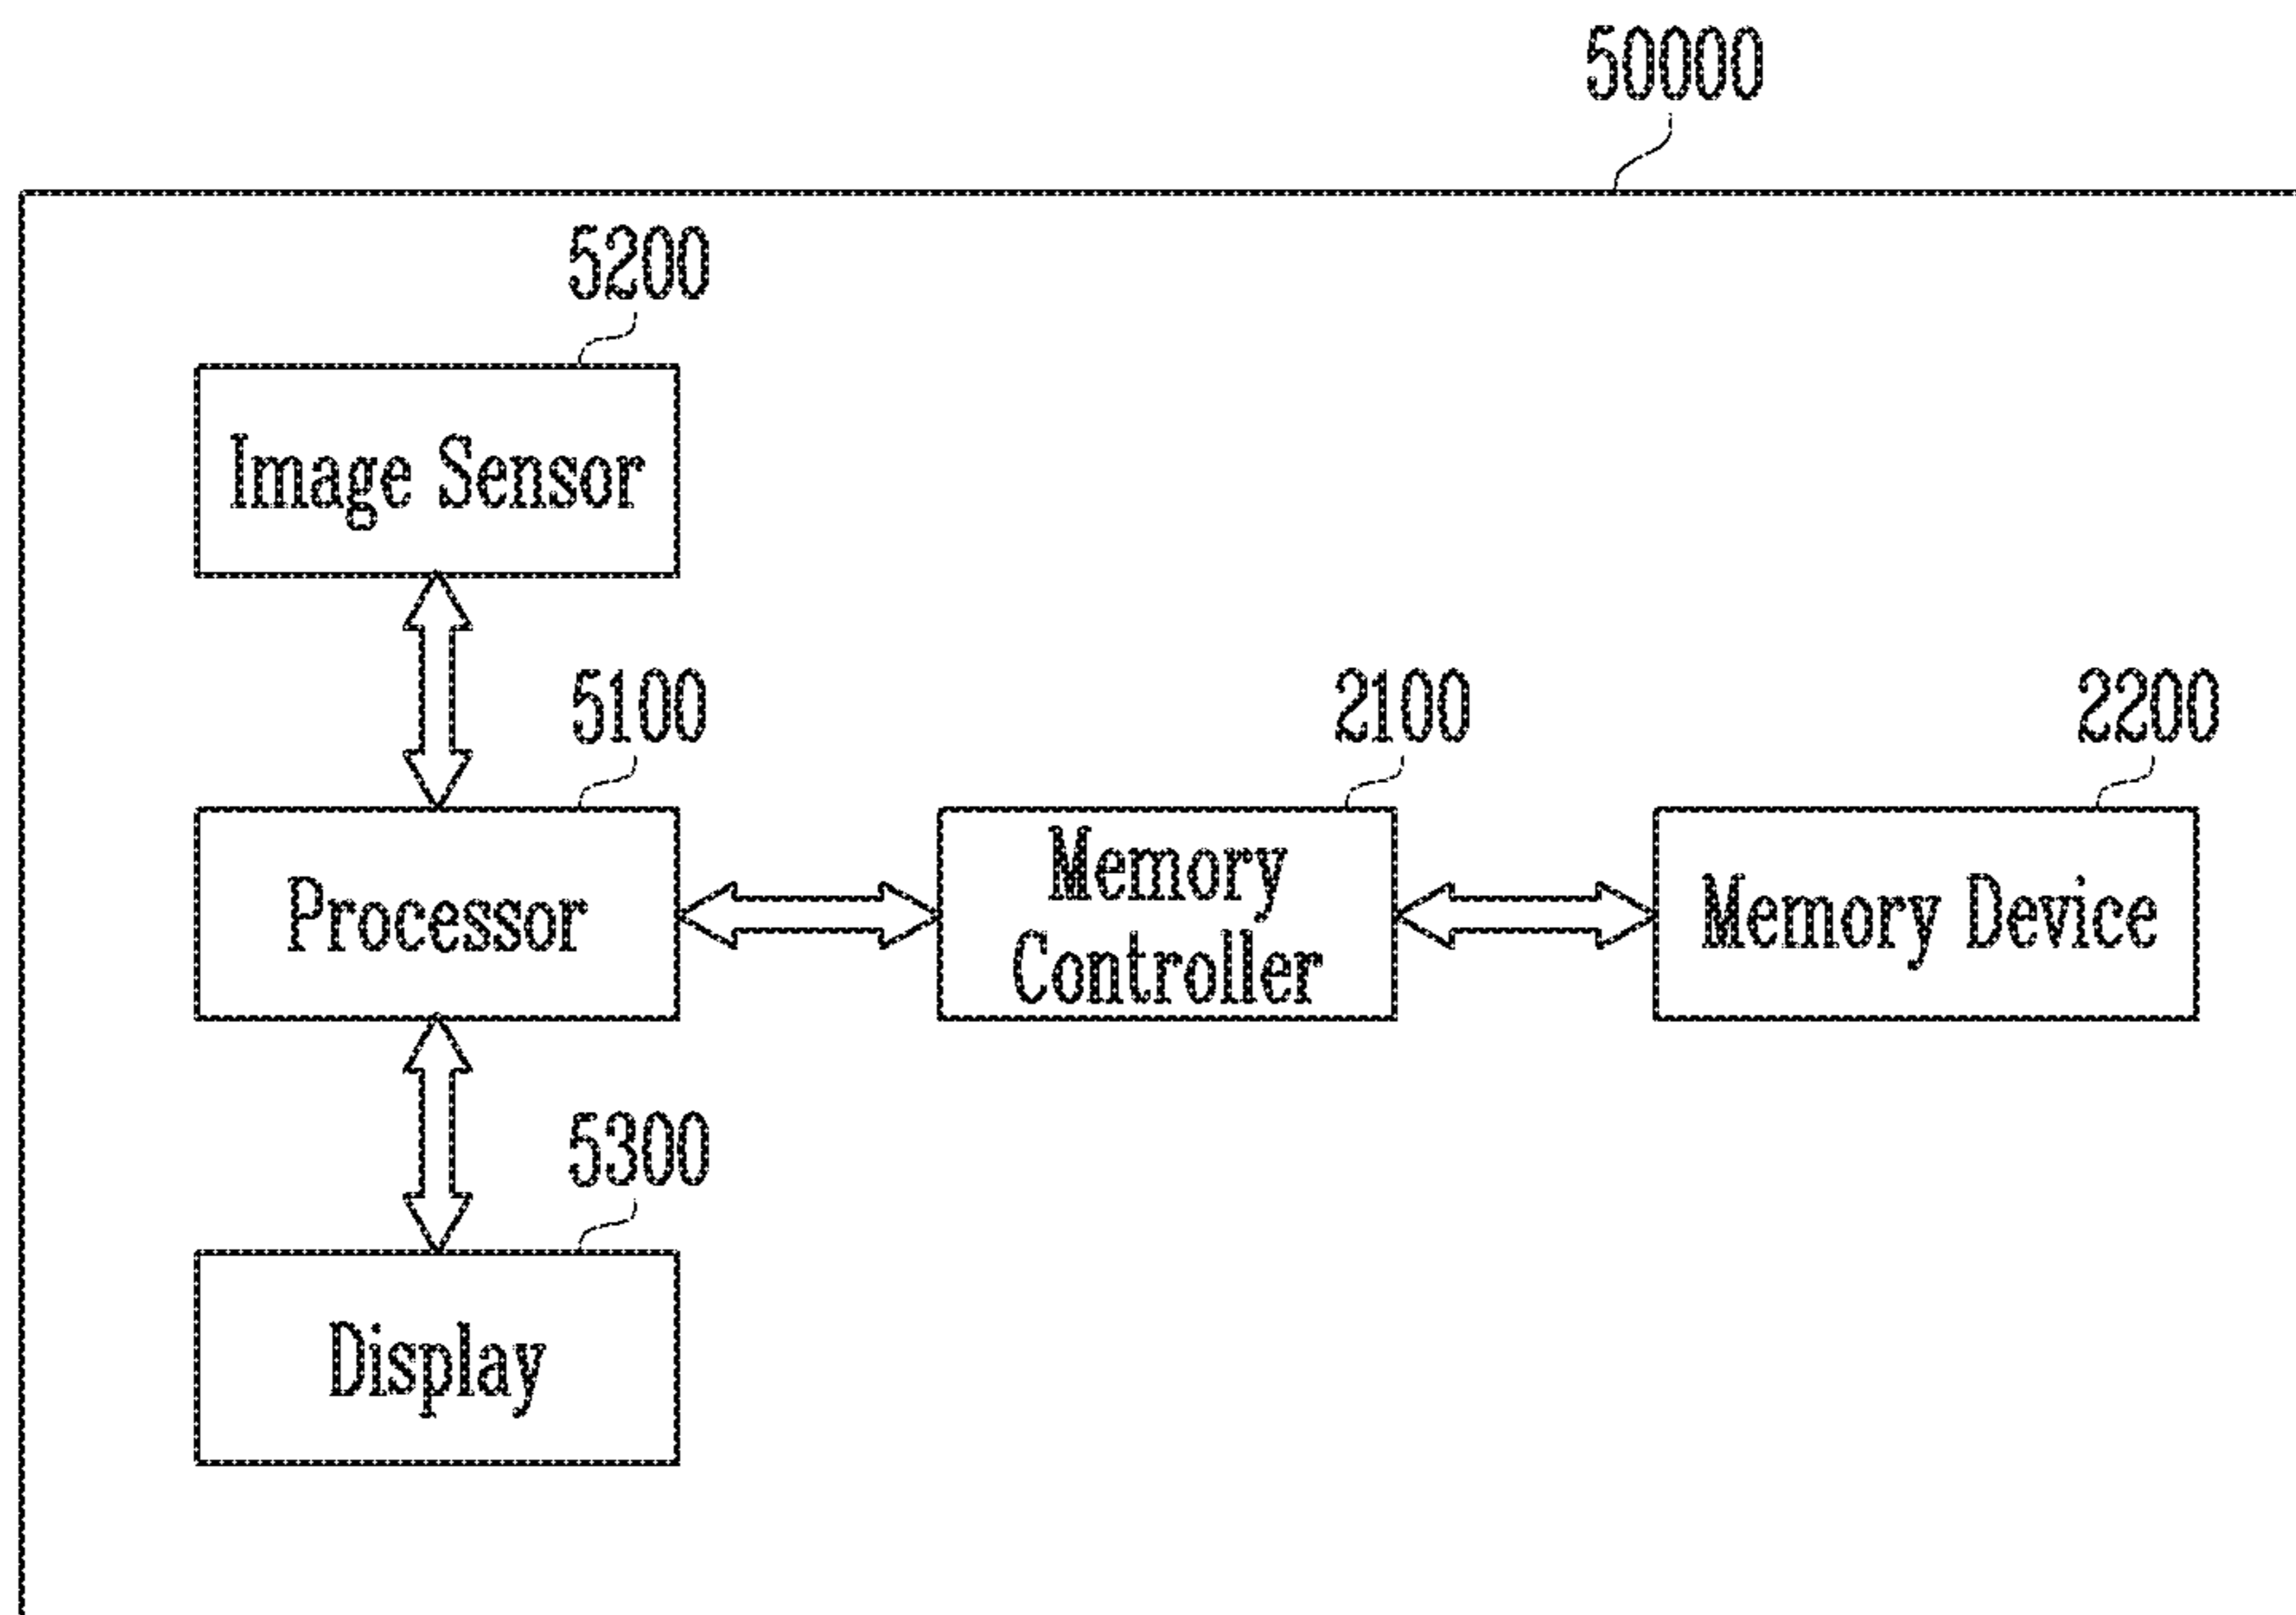 50000
5200
Image Sensor
5100
2100
2200
Processor
Memory
Controller
Memory Device
5300
Display